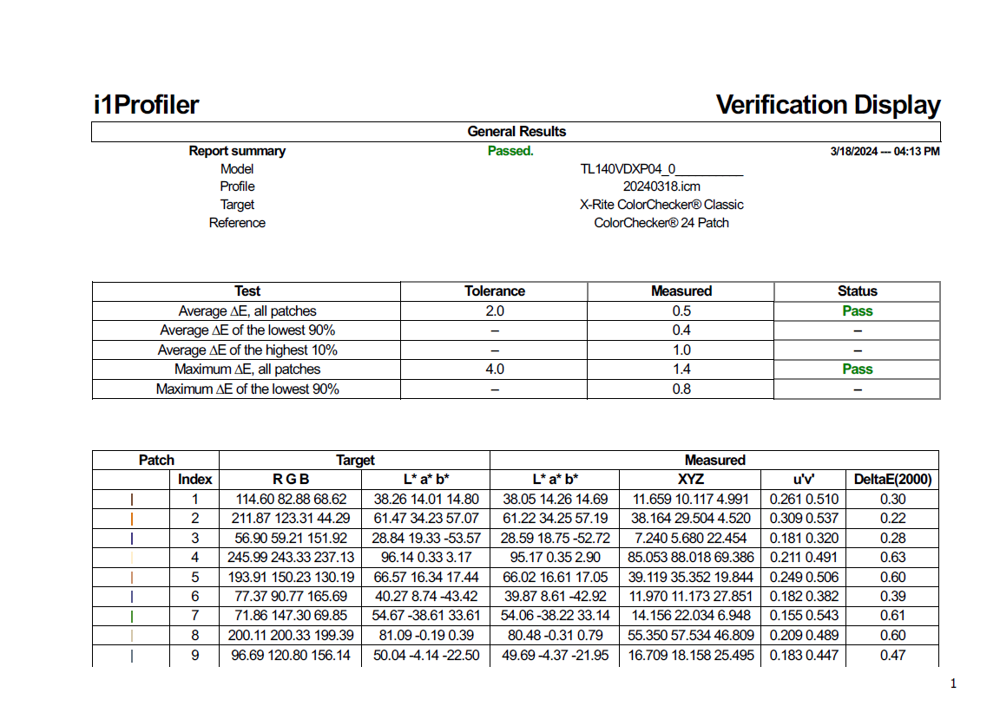 i1Profiler Verification Display
General Results
Report summary Passed. 3/18/2024 --- 04:13 PM
Model TL140VDXP04_0__________
Profile 20240318.icm
Target X-Rite ColorChecker® Classic
Reference ColorChecker® 24 Patch
Test Tolerance Measured Status
Average ΔE, all patches 2.0 0.5 Pass
Average ΔE of the lowest 90% – 0.4 –
Average ΔE of the highest 10% – 1.0 –
Maximum ΔE, all patches 4.0 1.4 Pass
Maximum ΔE of the lowest 90% – 0.8 –
Patch Target Measured
Index R G B L* a* b* L* a* b* XYZ u'v' DeltaE(2000)
1 114.60 82.88 68.62 38.26 14.01 14.80 38.05 14.26 14.69 11.659 10.117 4.991 0.261 0.510 0.30
2 211.87 123.31 44.29 61.47 34.23 57.07 61.22 34.25 57.19 38.164 29.504 4.520 0.309 0.537 0.22
3 56.90 59.21 151.92 28.84 19.33 -53.57 28.59 18.75 -52.72 7.240 5.680 22.454 0.181 0.320 0.28
4 245.99 243.33 237.13 96.14 0.33 3.17 95.17 0.35 2.90 85.053 88.018 69.386 0.211 0.491 0.63
5 193.91 150.23 130.19 66.57 16.34 17.44 66.02 16.61 17.05 39.119 35.352 19.844 0.249 0.506 0.60
6 77.37 90.77 165.69 40.27 8.74 -43.42 39.87 8.61 -42.92 11.970 11.173 27.851 0.182 0.382 0.39
7 71.86 147.30 69.85 54.67 -38.61 33.61 54.06 -38.22 33.14 14.156 22.034 6.948 0.155 0.543 0.61
8 200.11 200.33 199.39 81.09 -0.19 0.39 80.48 -0.31 0.79 55.350 57.534 46.809 0.209 0.489 0.60
9 96.69 120.80 156.14 50.04 -4.14 -22.50 49.69 -4.37 -21.95 16.709 18.158 25.495 0.183 0.447 0.47
1